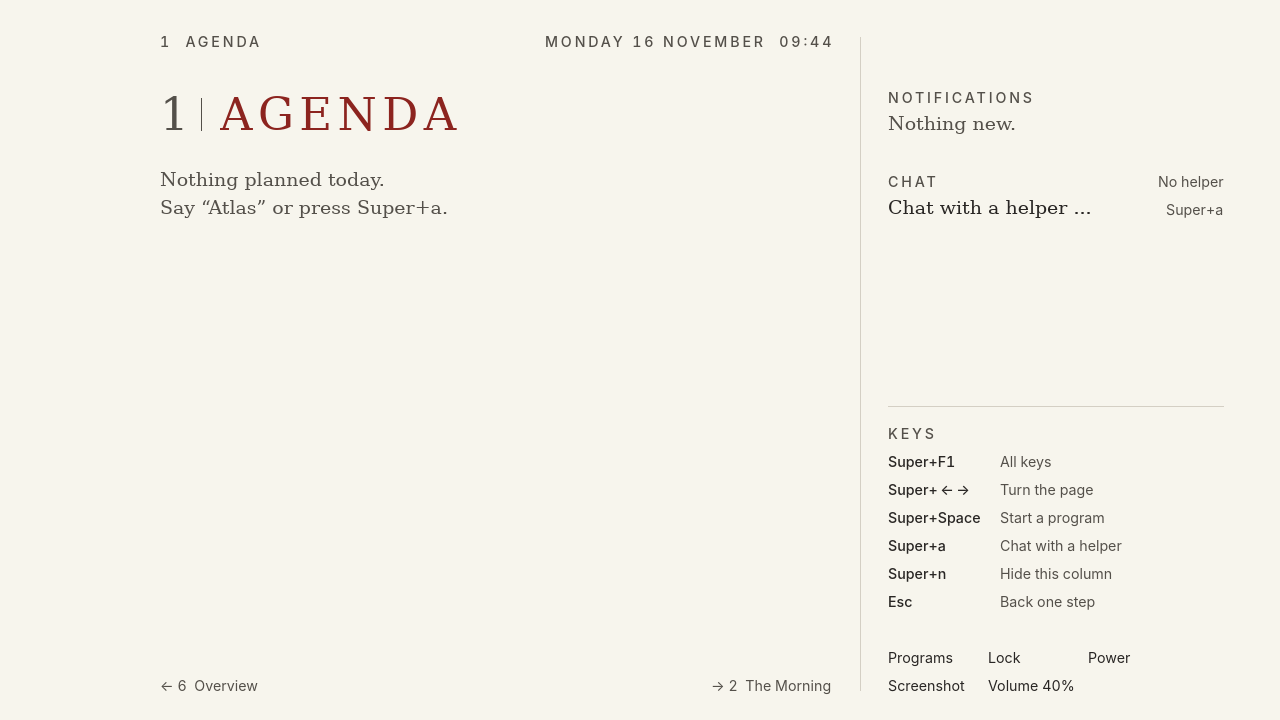 1 AGENDA
MONDAY 16 NOVEMBER 09:44
1 AGENDA
Nothing planned today.
Say “Atlas” or press Super+a.
← 6 Overview
→ 2 The Morning
NOTIFICATIONS
Nothing new.
CHAT No helper
Chat with a helper ... Super+a
KEYS
Super+F1 All keys
Super+ ← → Turn the page
Super+Space Start a program
Super+a Chat with a helper
Super+n Hide this column
Esc Back one step
Programs Lock Power
Screenshot Volume 40%